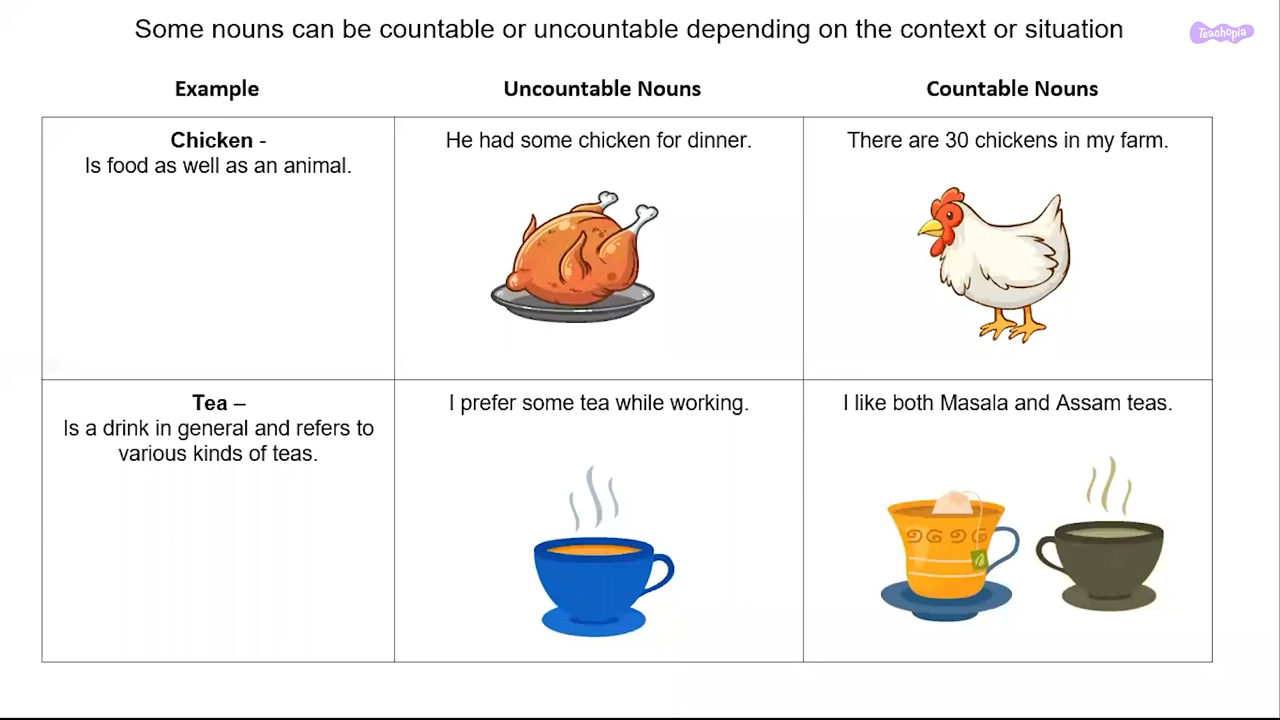 Some nouns can be countable or uncountable depending on the context or situation
Teachopia
Example
Uncountable Nouns
Countable Nouns
Chicken -
Is food as well as an animal.
He had some chicken for dinner.
There are 30 chickens in my farm.
Tea –
Is a drink in general and refers to
various kinds of teas.
I prefer some tea while working.
I like both Masala and Assam teas.